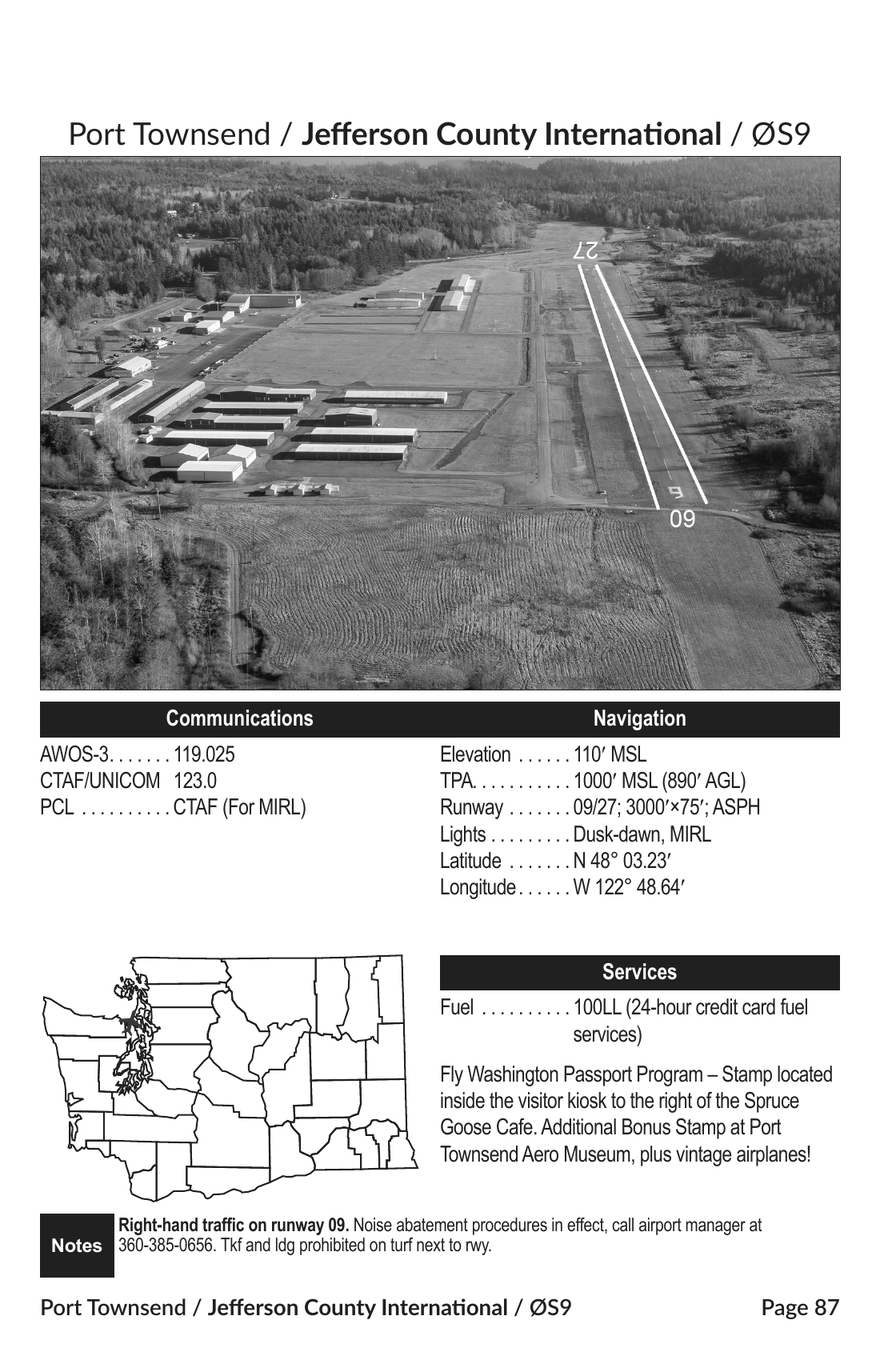 Port Townsend / Jefferson County International / ØS9
27
9
09
Communications
AWOS-3. . . . . . . 119.025
CTAF/UNICOM 123.0
PCL . . . . . . . . . . CTAF (For MIRL)
Navigation
Elevation . . . . . . 110′ MSL
TPA. . . . . . . . . . . 1000′ MSL (890′ AGL)
Runway . . . . . . . 09/27; 3000′×75′; ASPH
Lights . . . . . . . . . Dusk-dawn, MIRL
Latitude . . . . . . . N 48° 03.23′
Longitude. . . . . . W 122° 48.64′
Services
Fuel . . . . . . . . . . 100LL (24-hour credit card fuel
services)
Fly Washington Passport Program – Stamp located
inside the visitor kiosk to the right of the Spruce
Goose Cafe. Additional Bonus Stamp at Port
Townsend Aero Museum, plus vintage airplanes!
Notes
Right-hand traffic on runway 09. Noise abatement procedures in effect, call airport manager at
360-385-0656. Tkf and ldg prohibited on turf next to rwy.
Port Townsend / Jefferson County International / ØS9 Page 87